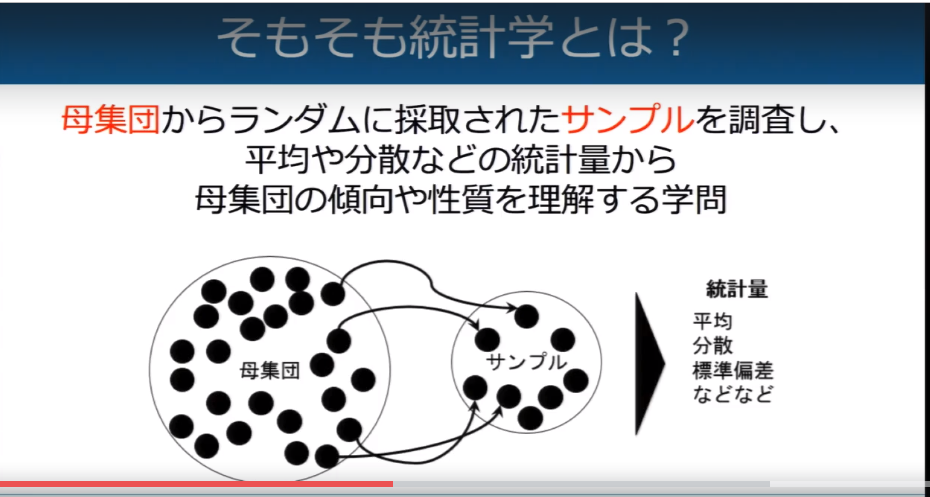 そもそも統計学とは？
母集団からランダムに採取されたサンプルを調査し、
平均や分散などの統計量から
母集団の傾向や性質を理解する学問
母集団
サンプル
統計量
平均
分散
標準偏差
などなど